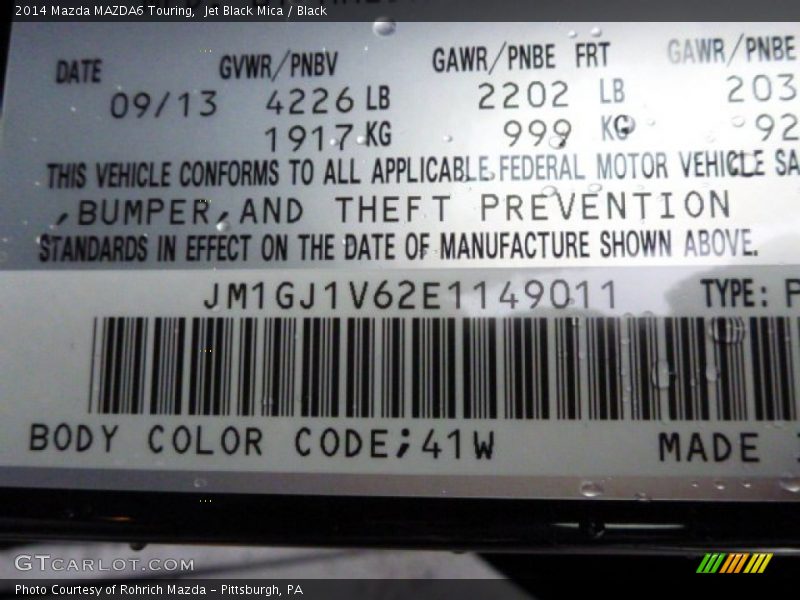 2014 Mazda MAZDA6 Touring, Jet Black Mica / Black
DATE GVWR/PNBV GAWR/PNBE FRT GAWR/PNBE
09/13 4226 LB 2202 LB 203
1917 KG 999 KG 92
THIS VEHICLE CONFORMS TO ALL APPLICABLE FEDERAL MOTOR VEHICLE SA
,BUMPER,AND THEFT PREVENTION
STANDARDS IN EFFECT ON THE DATE OF MANUFACTURE SHOWN ABOVE.
JM1GJ1V62E1149011 TYPE: P
BODY COLOR CODE;41W MADE
GTCARLOT.COM
Photo Courtesy of Rohrich Mazda - Pittsburgh, PA